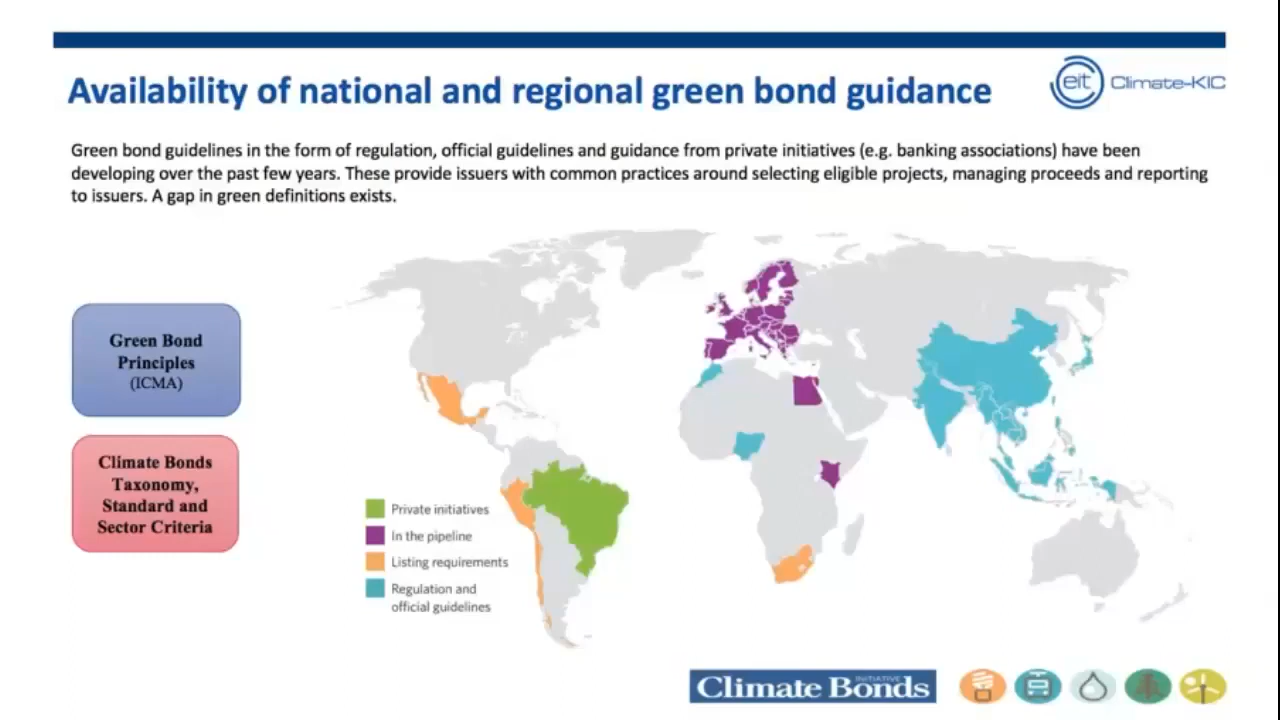 Availability of national and regional green bond guidance
eit Climate-KIC
Green bond guidelines in the form of regulation, official guidelines and guidance from private initiatives (e.g. banking associations) have been
developing over the past few years. These provide issuers with common practices around selecting eligible projects, managing proceeds and reporting
to issuers. A gap in green definitions exists.
Green Bond
Principles
(ICMA)
Climate Bonds
Taxonomy,
Standard and
Sector Criteria
Private initiatives
In the pipeline
Listing requirements
Regulation and
official guidelines
INITIATIVE
Climate Bonds